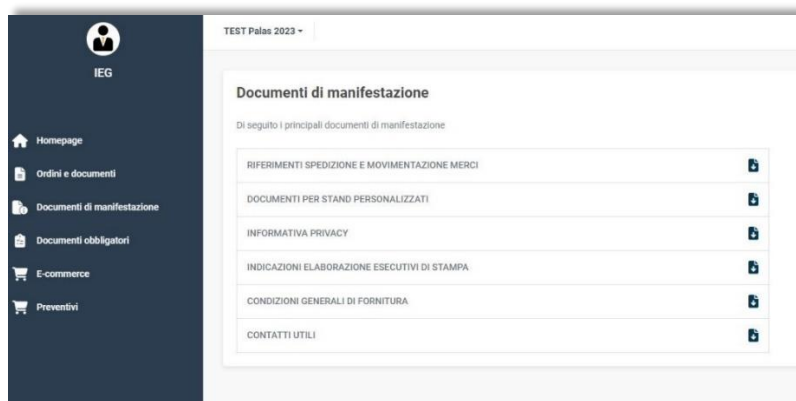 IEG
Homepage
Ordini e documenti
Documenti di manifestazione
Documenti obbligatori
E-commerce
Preventivi
TEST Palas 2023
Documenti di manifestazione
Di seguito i principali documenti di manifestazione
RIFERIMENTI SPEDIZIONE E MOVIMENTAZIONE MERCI
DOCUMENTI PER STAND PERSONALIZZATI
INFORMATIVA PRIVACY
INDICAZIONI ELABORAZIONE ESECUTIVI DI STAMPA
CONDIZIONI GENERALI DI FORNITURA
CONTATTI UTILI